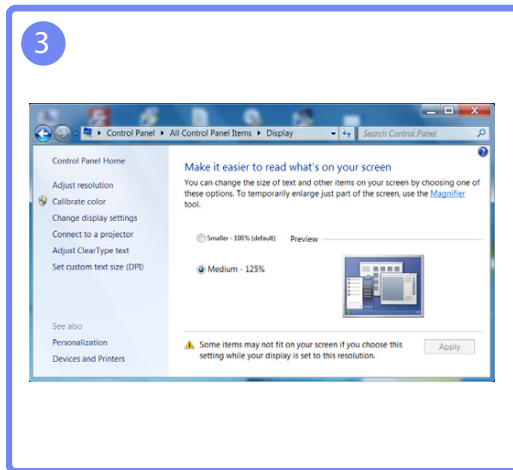 3
Control Panel ▸ All Control Panel Items ▸ Display
Search Control Panel
Control Panel Home
Adjust resolution
Calibrate color
Change display settings
Connect to a projector
Adjust ClearType text
Set custom text size (DPI)
See also
Personalization
Devices and Printers
Make it easier to read what's on your screen
You can change the size of text and other items on your screen by choosing one of
these options. To temporarily enlarge just part of the screen, use the Magnifier
tool.
Smaller - 100% (default)
Preview
Medium - 125%
Some items may not fit on your screen if you choose this
setting while your display is set to this resolution.
Apply